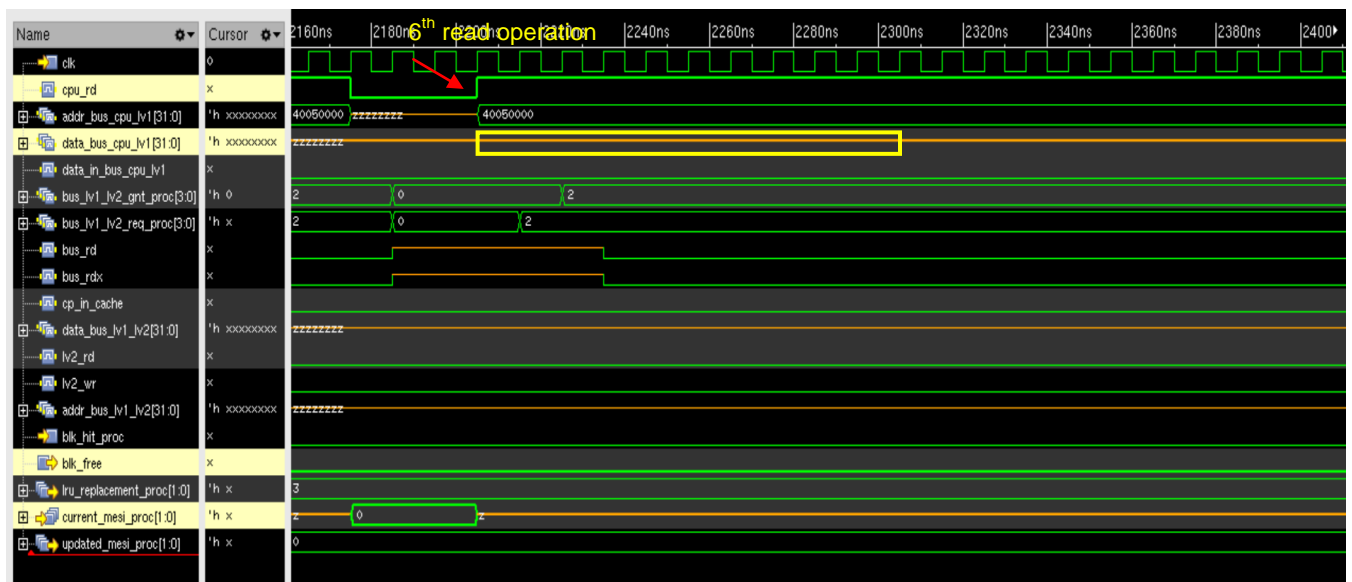 Name Cursor 2160ns 2180ns 2200ns 2220ns 2240ns 2260ns 2280ns 2300ns 2320ns 2340ns 2360ns 2380ns 2400
6th read operation
clk 0
cpu_rd x
addr_bus_cpu_lv1[31:0] 'h xxxxxxxx 40050000 zzzzzzzz 40050000
data_bus_cpu_lv1[31:0] 'h xxxxxxxx zzzzzzzz
data_in_bus_cpu_lv1 x
bus_lv1_lv2_gnt_proc[3:0] 'h 0 2 0 2
bus_lv1_lv2_req_proc[3:0] 'h x 2 0 2
bus_rd x
bus_rdx x
cp_in_cache x
data_bus_lv1_lv2[31:0] 'h xxxxxxxx zzzzzzzz
lv2_rd x
lv2_wr x
addr_bus_lv1_lv2[31:0] 'h xxxxxxxx zzzzzzzz
blk_hit_proc x
blk_free x
lru_replacement_proc[1:0] 'h x 3
current_mesi_proc[1:0] 'h x z 0 z
updated_mesi_proc[1:0] 'h x 0